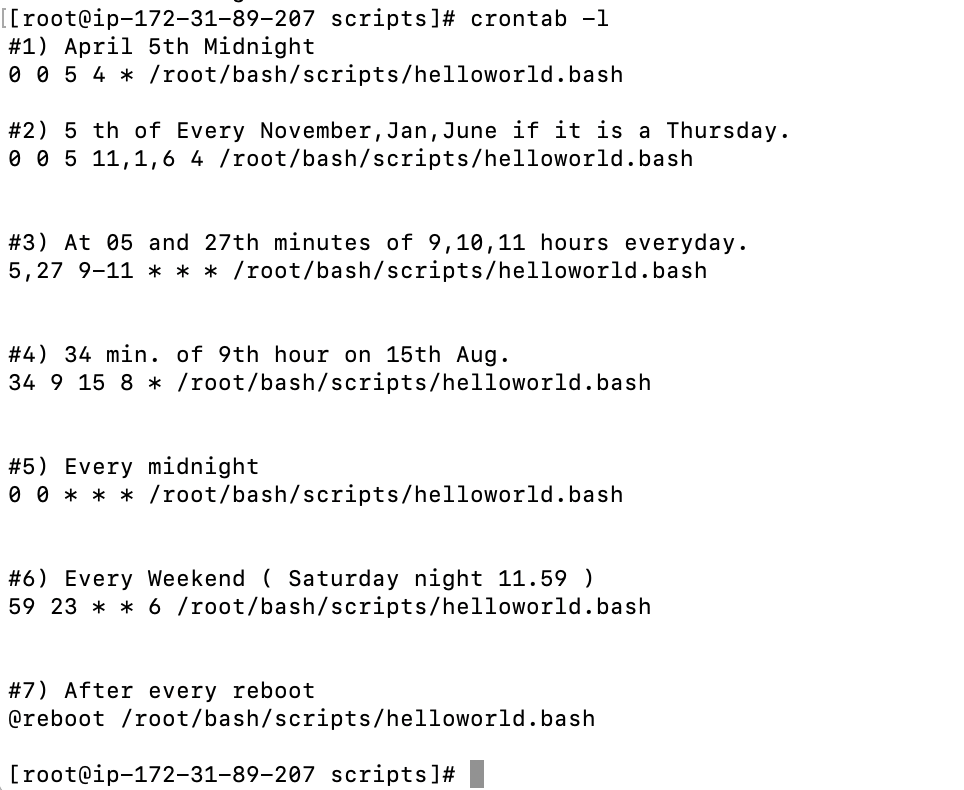 [[root@ip-172-31-89-207 scripts]# crontab -l
#1) April 5th Midnight
0 0 5 4 * /root/bash/scripts/helloworld.bash
#2) 5 th of Every November,Jan,June if it is a Thursday.
0 0 5 11,1,6 4 /root/bash/scripts/helloworld.bash
#3) At 05 and 27th minutes of 9,10,11 hours everyday.
5,27 9-11 * * * /root/bash/scripts/helloworld.bash
#4) 34 min. of 9th hour on 15th Aug.
34 9 15 8 * /root/bash/scripts/helloworld.bash
#5) Every midnight
0 0 * * * /root/bash/scripts/helloworld.bash
#6) Every Weekend ( Saturday night 11.59 )
59 23 * * 6 /root/bash/scripts/helloworld.bash
#7) After every reboot
@reboot /root/bash/scripts/helloworld.bash
[root@ip-172-31-89-207 scripts]#